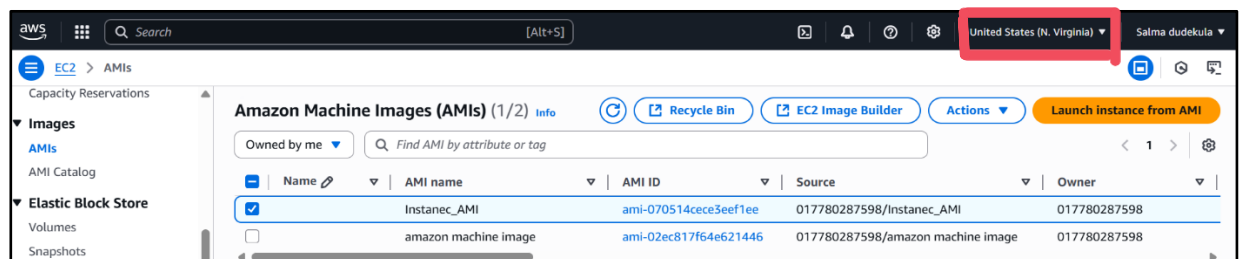 aws Search [Alt+S] United States (N. Virginia) ▼ Salma dudekula ▼
EC2 > AMIs
Capacity Reservations
▼ Images
AMIs
AMI Catalog
▼ Elastic Block Store
Volumes
Snapshots
Amazon Machine Images (AMIs) (1/2) Info Recycle Bin EC2 Image Builder Actions ▼ Launch instance from AMI
Owned by me ▼ Find AMI by attribute or tag < 1 >
Name AMI name AMI ID Source Owner
Instanec_AMI ami-070514cece3eef1ee 017780287598/Instanec_AMI 017780287598
amazon machine image ami-02ec817f64e621446 017780287598/amazon machine image 017780287598